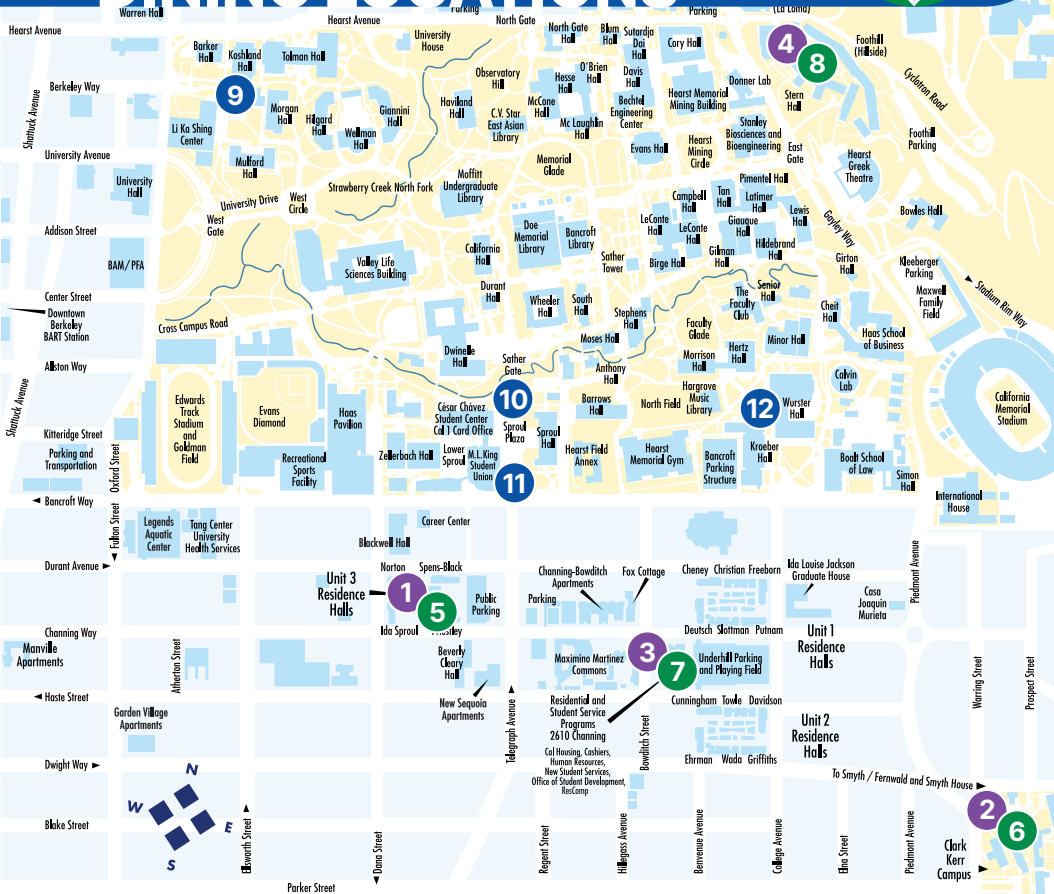 Parking
(La Loma)
Warren Hall
Hearst Avenue
North Gate
Parking
Hearst Avenue
University
House
North Gate
Hall
Blum
Hall
Sutardja
Dai
Hall
Cory Hall
4
8
Foothill
(Hillside)
Barker
Hall
Koshland
Hall
Tolman Hall
Observatory
Hill
Hesse
Hall
O'Brien
Hall
Davis
Hall
Donner Lab
Cyclotron Road
Shattuck Avenue
Berkeley Way
9
Morgan
Hall
Hilgard
Hall
Wellman
Hall
Giannini
Hall
Haviland
Hall
C.V. Star
East Asian
Library
McCone
Hall
Mc Laughlin
Hall
Bechtel
Engineering
Center
Hearst Memorial
Mining Building
Stern
Hall
Li Ka Shing
Center
Stanley
Biosciences and
Bioengineering
Foothill
Parking
University Avenue
Mulford
Hall
Memorial
Glade
Evans Hall
Hearst
Mining
Circle
East
Gate
Hearst
Greek
Theatre
University
Hall
University Drive
West
Circle
Strawberry Creek North Fork
Moffitt
Undergraduate
Library
Pimentel Hall
Campbell
Hall
Tan
Hall
Latimer
Hall
Lewis
Hall
Bowles Hall
West
Gate
Addison Street
LeConte
Hall
LeConte
Hall
Giauque
Hall
Gayley Way
Doe
Memorial
Library
Bancroft
Library
California
Hall
Hildebrand
Hall
Gilman
Hall
Birge Hall
Sather
Tower
Girton
Hall
Kleeberger
Parking
BAM/PFA
Valley Life
Sciences Building
Durant
Hall
Senior
Hall
Maxwell
Family
Field
Stadium Rim Way
Center Street
Downtown
Berkeley
BART Station
Wheeler
Hall
South
Hall
Stephens
Hall
The
Faculty
Club
Cheit
Hall
Cross Campus Road
Faculty
Glade
Haas School
of Business
Moses Hall
Hertz
Hall
Minor Hall
Dwinelle
Hall
Sather
Gate
Morrison
Hall
Allston Way
Anthony
Hall
Calvin
Lab
Shattuck Avenue
Edwards
Track
Stadium
and
Goldman
Field
Evans
Diamond
Haas
Pavilion
César Chávez
Student Center
Cal 1 Card Office
10
Barrows
Hall
North Field
Hargrove
Music
Library
12
Wurster
Hall
California
Memorial
Stadium
Kitteridge Street
Parking and
Transportation
Oxford Street
Recreational
Sports
Facility
Zellerbach Hall
Lower
Sproul
M.L.King
Student
Union
Sproul
Plaza
Sproul
Hall
11
Hearst Field
Annex
Hearst
Memorial Gym
Bancroft
Parking
Structure
Kroeber
Hall
Boalt School
of Law
Simon
Hall
International
House
Bancroft Way
Fulton Street
Legends
Aquatic
Center
Tang Center
University
Health Services
Career Center
Blackwell Hall
Durant Avenue
Unit 3
Residence
Halls
Norton
Spens-Black
1
5
Public
Parking
Channing-Bowditch
Apartments
Fox Cottage
Parking
Cheney Christian Freeborn
Ida Louise Jackson
Graduate House
Piedmont Avenue
Casa
Joaquin
Murieta
Channing Way
Ida Sproul
Deutsch Slottman Putnam
Unit 1
Residence
Halls
Manville
Apartments
Atherton Street
Beverly
Cleary
Hall
Maximino Martinez
Commons
3
7
Underhill Parking
and Playing Field
Warring Street
Prospect Street
Haste Street
New Sequoia
Apartments
Telegraph Avenue
Residential and
Student Service
Programs
2610 Channing
Cal Housing, Cashiers,
Human Resources,
New Student Services,
Office of Student Development,
ResComp
Bowditch Street
Cunningham Towle Davidson
Unit 2
Residence
Halls
Garden Village
Apartments
Dwight Way
Ehrman Wada Griffiths
To Smyth / Fernwald and Smyth House
N
W
E
S
2
6
Blake Street
Ellsworth Street
Dana Street
Regent Street
Hillegass Avenue
Benvenue Avenue
College Avenue
Etna Street
Piedmont Avenue
Clark
Kerr
Campus
Parker Street